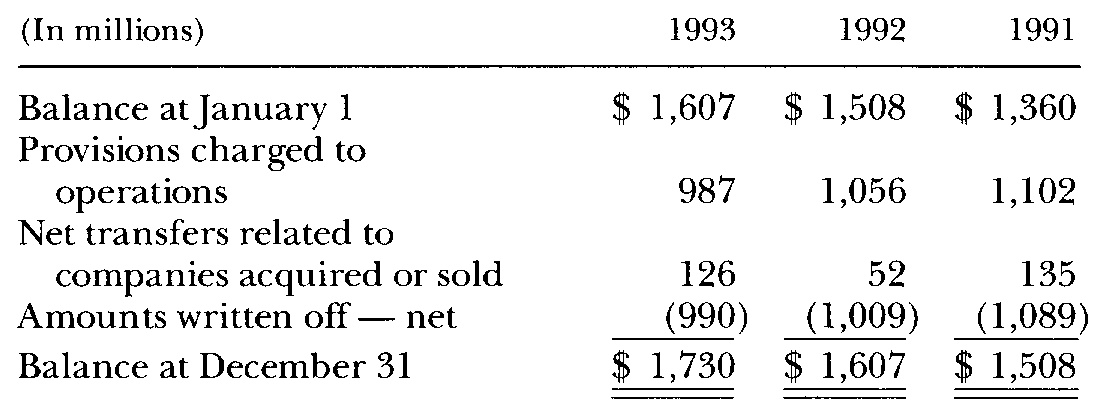 (In millions) 1993 1992 1991
Balance at January 1 $ 1,607 $ 1,508 $ 1,360
Provisions charged to
operations 987 1,056 1,102
Net transfers related to
companies acquired or sold 126 52 135
Amounts written off — net (990) (1,009) (1,089)
Balance at December 31 $ 1,730 $ 1,607 $ 1,508